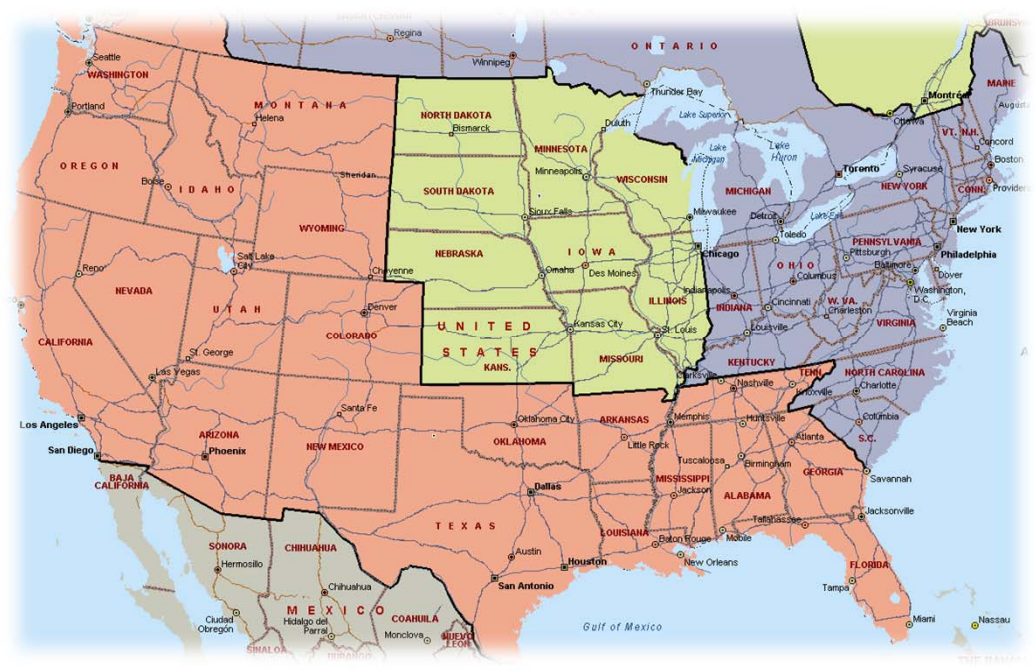 SASKATCHEWAN
Regina
Winnipeg
ONTARIO
Thunder Bay
Seattle
WASHINGTON
Portland
MONTANA
Helena
NORTH DAKOTA
Bismarck
MINNESOTA
Duluth
Lake Superior
Lake
Michigan
Lake
Huron
Ottawa
Montréal
MAINE
Augusta
VT.
N.H.
Concord
Boston
Toronto
Syracuse
NEW YORK
CONN.
OREGON
Boise
IDAHO
Sheridan
WYOMING
SOUTH DAKOTA
Sioux Falls
Minneapolis
WISCONSIN
Milwaukee
MICHIGAN
Detroit
Lake Erie
Toledo
New York
PENNSYLVANIA
Pittsburgh
Philadelphia
Baltimore
Dover
Washington,
D.C.
Reno
NEVADA
Salt Lake
City
UTAH
Cheyenne
NEBRASKA
Omaha
IOWA
Des Moines
Chicago
ILLINOIS
Indianapolis
INDIANA
OHIO
Columbus
Cincinnati
W. VA.
Charleston
VIRGINIA
Virginia
Beach
CALIFORNIA
Denver
COLORADO
UNITED
STATES
KANS.
Kansas City
St. Louis
MISSOURI
Louisville
KENTUCKY
St. George
Las Vegas
Clarksville
Nashville
TENN.
Knoxville
NORTH CAROLINA
Charlotte
Columbia
S.C.
Los Angeles
San Diego
ARIZONA
Phoenix
Santa Fe
NEW MEXICO
Oklahoma City
OKLAHOMA
ARKANSAS
Little Rock
Memphis
Huntsville
Atlanta
Tuscaloosa
Birmingham
MISSISSIPPI
Jackson
ALABAMA
GEORGIA
Savannah
BAJA
CALIFORNIA
SONORA
Hermosillo
CHIHUAHUA
Chihuahua
TEXAS
Dallas
Austin
Houston
San Antonio
LOUISIANA
Baton Rouge
New Orleans
Mobile
Tallahassee
Jacksonville
FLORIDA
Tampa
Miami
Nassau
MEXICO
Ciudad
Obregón
Hidalgo del
Parral
COAHUILA
Monclova
NUEVO
LEON
SINALOA
DURANGO
Gulf of Mexico
THE BAHAMAS